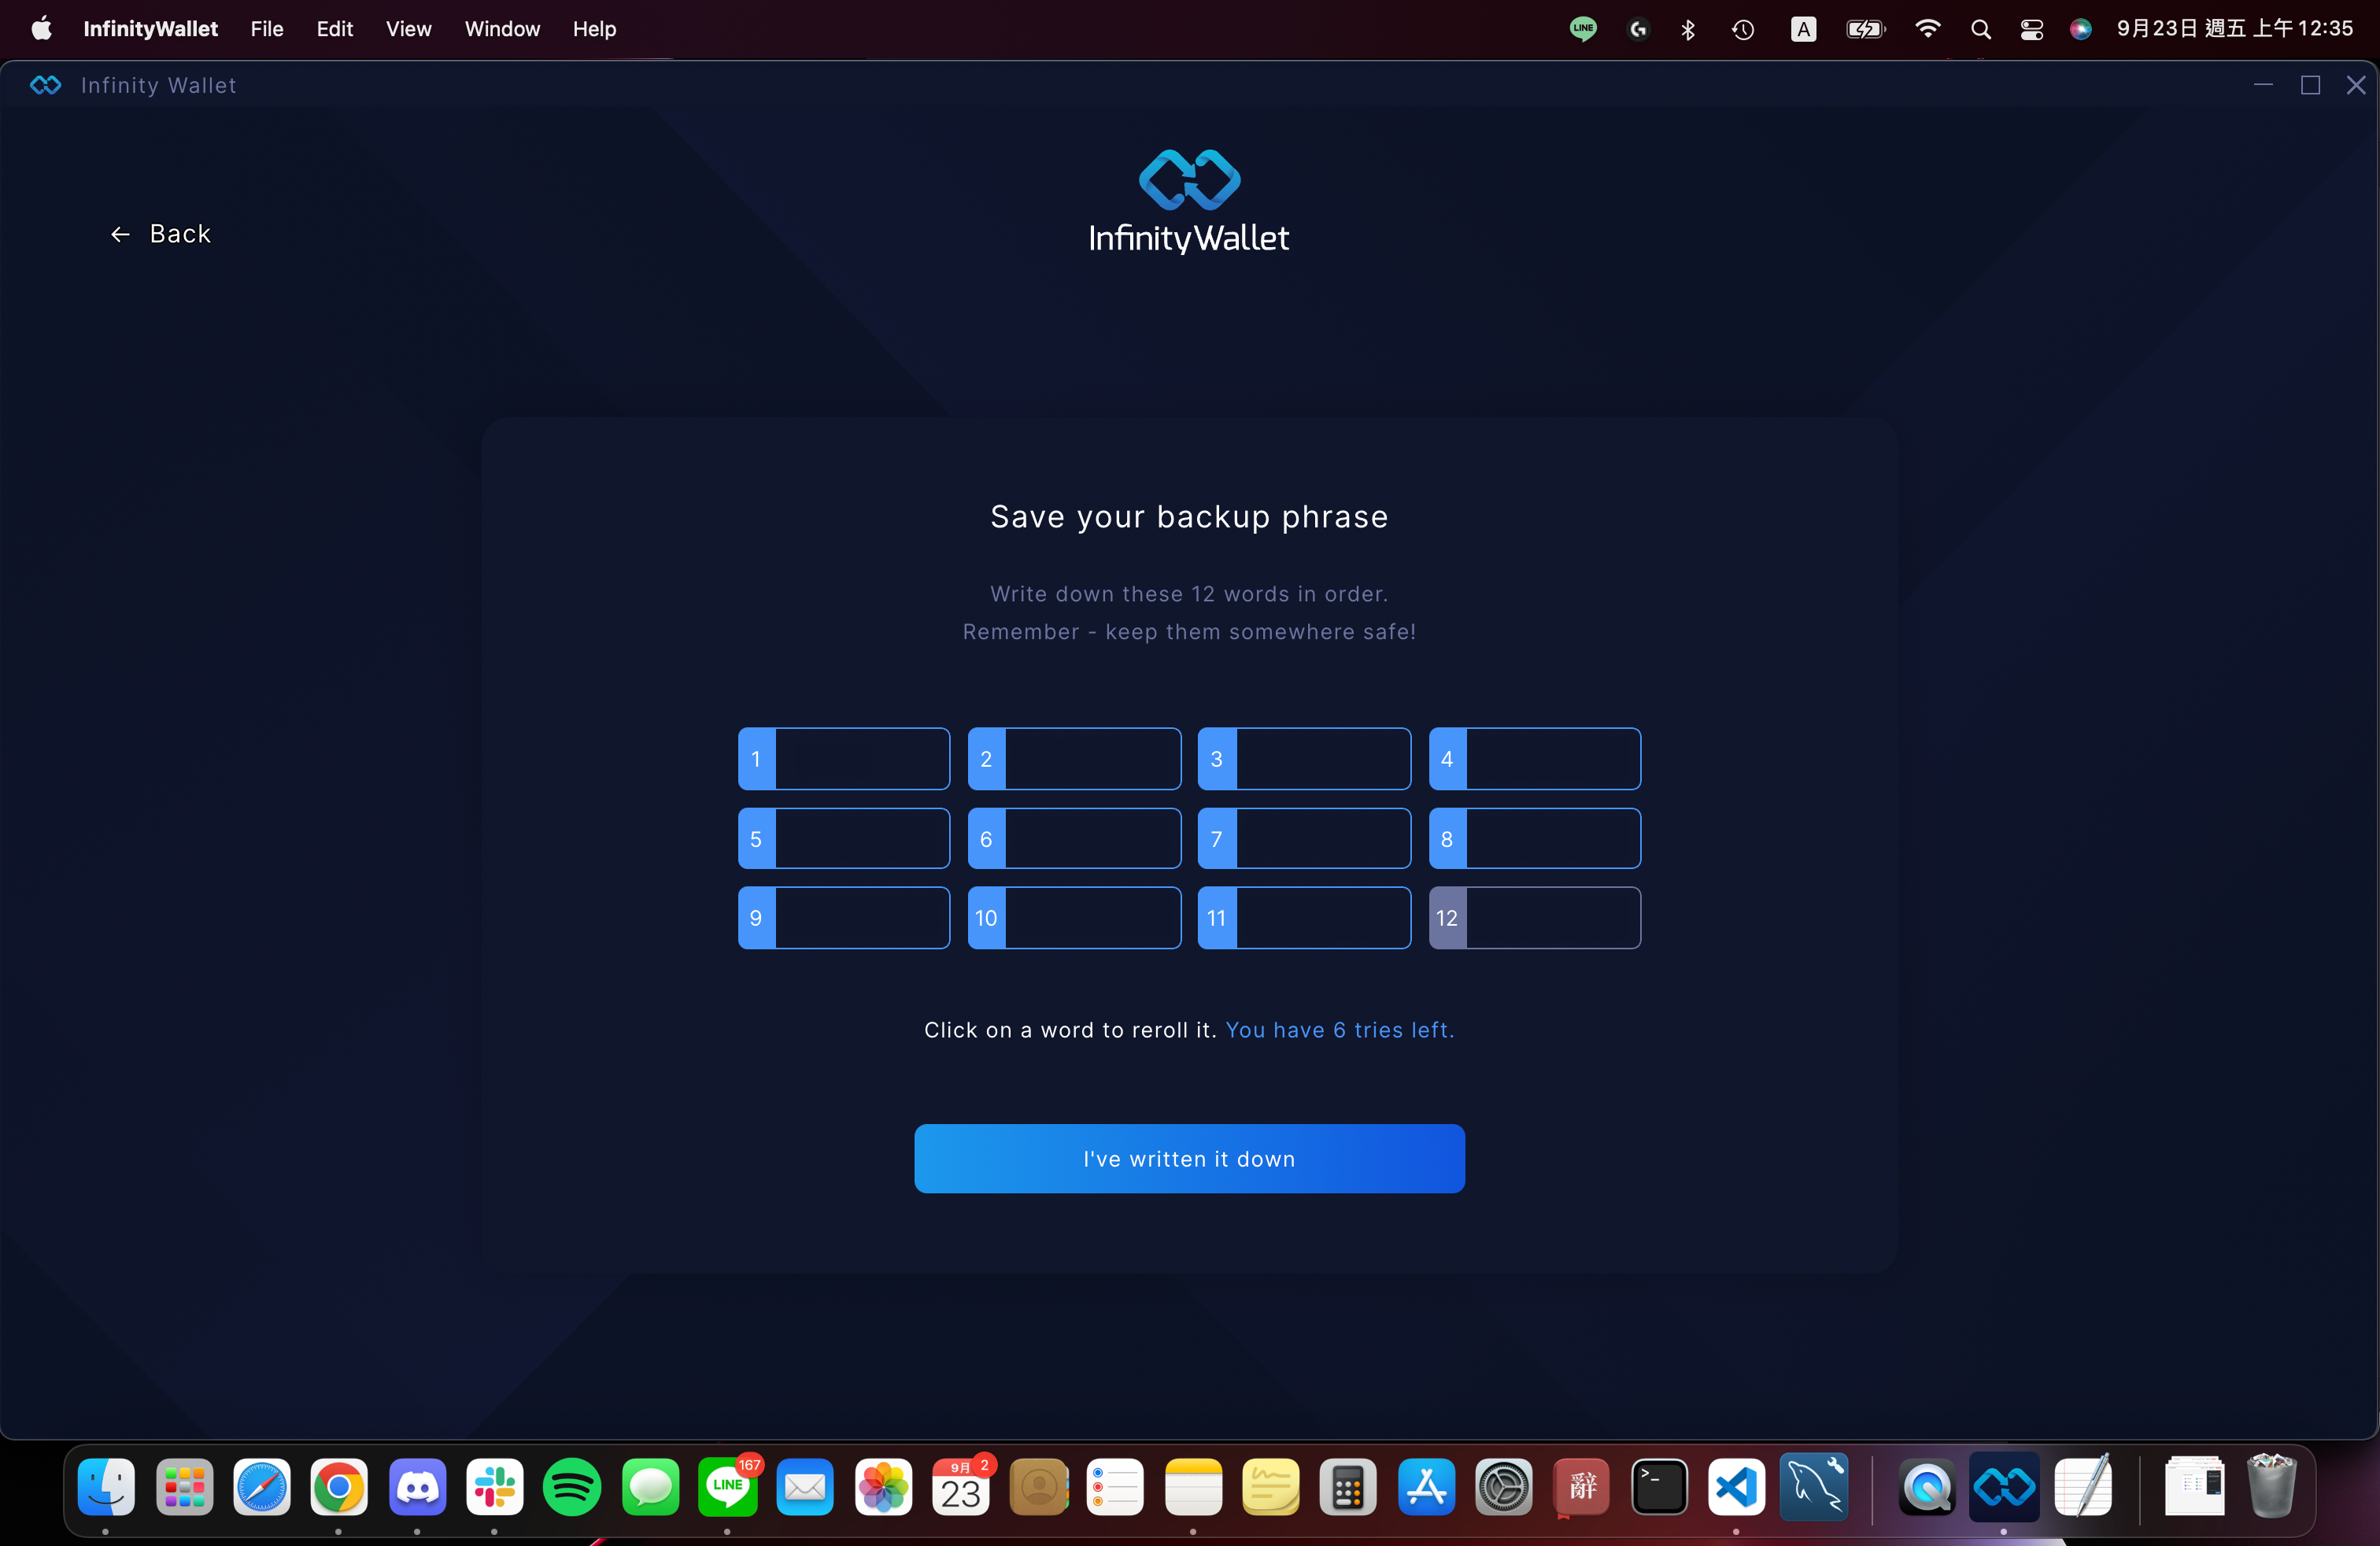 InfinityWallet File Edit View Window Help LINE A 9月23日 週五 上午12:35
Infinity Wallet
InfinityWallet
← Back
Save your backup phrase
Write down these 12 words in order.
Remember - keep them somewhere safe!
1 2 3 4
5 6 7 8
9 10 11 12
Click on a word to reroll it. You have 6 tries left.
I've written it down
LINE 167 9月 2 23 辭 >_